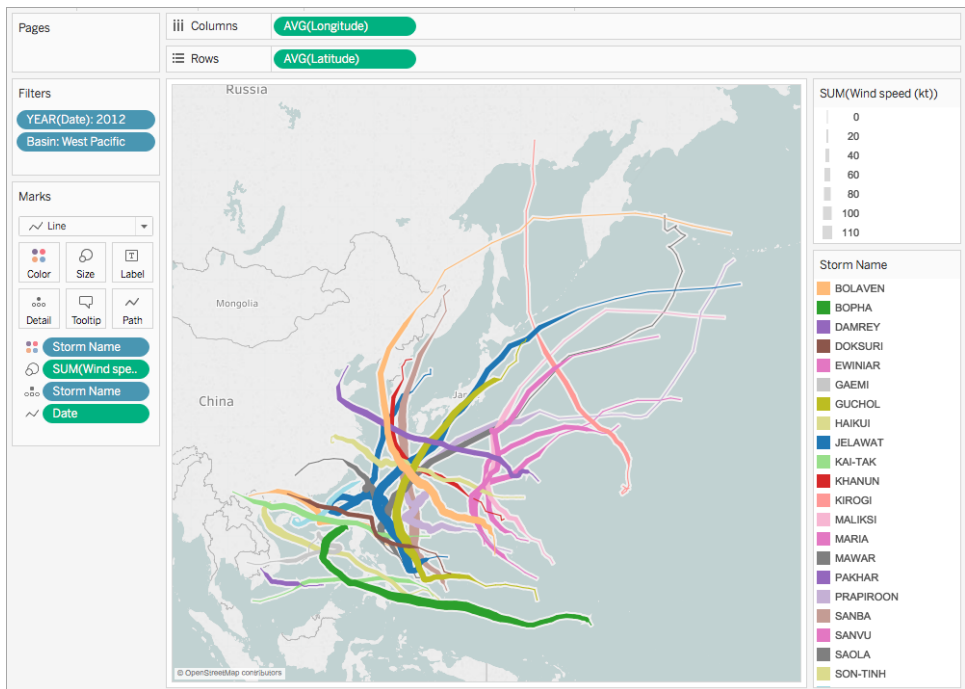 Pages
Columns
AVG(Longitude)
Rows
AVG(Latitude)
Filters
YEAR(Date): 2012
Basin: West Pacific
Marks
Line
Color
Size
Label
Detail
Tooltip
Path
Storm Name
SUM(Wind spe..
Storm Name
Date
Russia
Mongolia
China
© OpenStreetMap contributors
SUM(Wind speed (kt))
0
20
40
60
80
100
110
Storm Name
BOLAVEN
BOPHA
DAMREY
DOKSURI
EWINIAR
GAEMI
GUCHOL
HAIKUI
JELAWAT
KAI-TAK
KHANUN
KIROGI
MALIKSI
MARIA
MAWAR
PAKHAR
PRAPIROON
SANBA
SANVU
SAOLA
SON-TINH